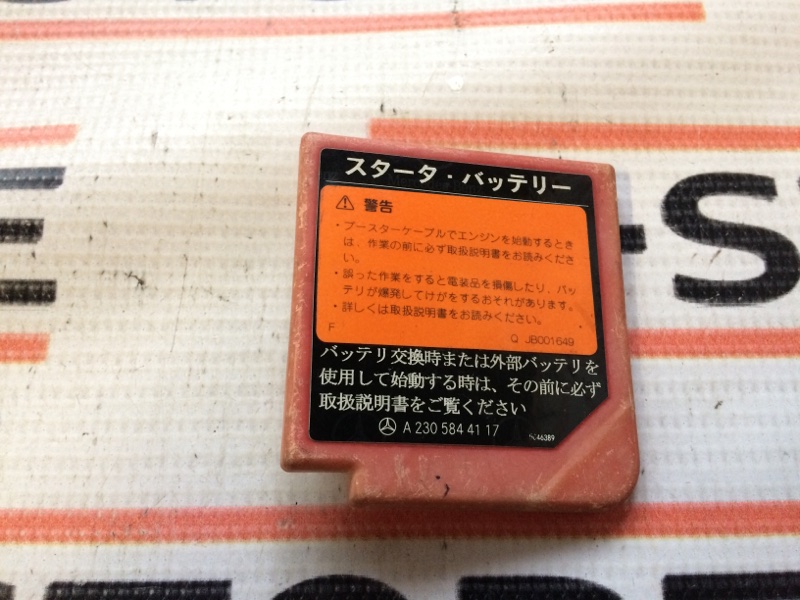 スタータ・バッテリー
警告
・ブースターケーブルでエンジンを始動するとき
は、作業の前に必ず取扱説明書をお読みくださ
い。
・誤った作業をすると電装品を損傷したり、バッ
テリが爆発してけがをするおそれがあります。
・詳しくは取扱説明書をお読みください。
F
Q JB001649
バッテリ交換時または外部バッテリを
使用して始動する時は、その前に必ず
取扱説明書をご覧ください
A 230 584 41 17